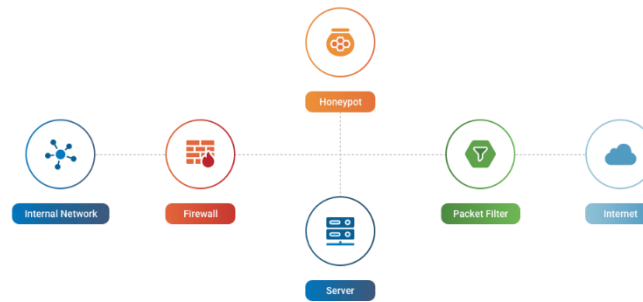 Honeypot
Internal Network
Firewall
Packet Filter
Internet
Server